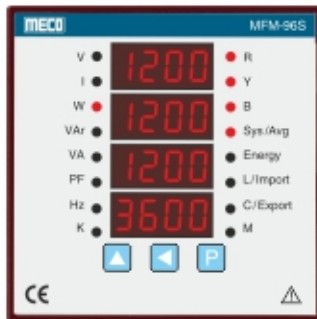 MECO MFM-96S
V 1200 R
I Y
W 1200 B
VAr Sys./Avg
VA 1200 Energy
PF L/Import
Hz 3600 C/Export
K M
P
CE